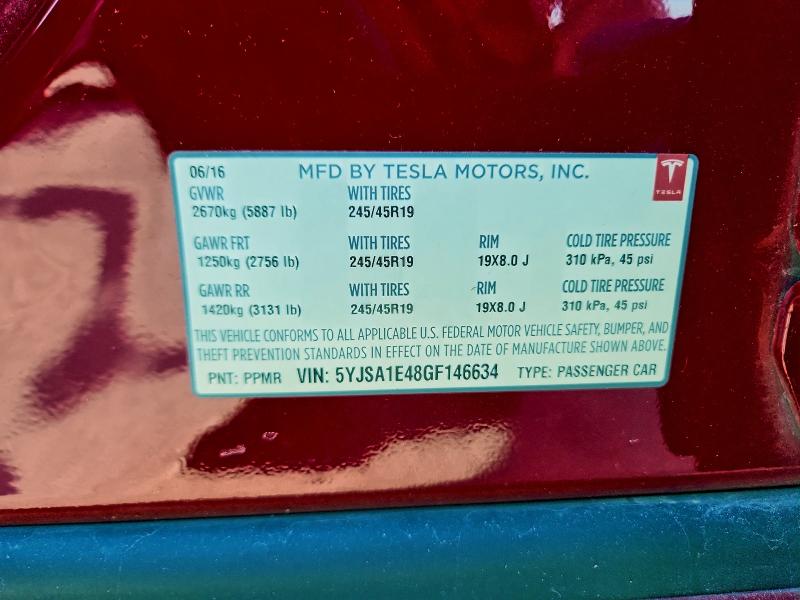 06/16 MFD BY TESLA MOTORS, INC. TESLA
GVWR WITH TIRES
2670kg (5887 lb) 245/45R19
GAWR FRT WITH TIRES RIM COLD TIRE PRESSURE
1250kg (2756 lb) 245/45R19 19X8.0 J 310 kPa, 45 psi
GAWR RR WITH TIRES RIM COLD TIRE PRESSURE
1420kg (3131 lb) 245/45R19 19X8.0 J 310 kPa, 45 psi
THIS VEHICLE CONFORMS TO ALL APPLICABLE U.S. FEDERAL MOTOR VEHICLE SAFETY, BUMPER, AND
THEFT PREVENTION STANDARDS IN EFFECT ON THE DATE OF MANUFACTURE SHOWN ABOVE.
PNT: PPMR VIN: 5YJSA1E48GF146634 TYPE: PASSENGER CAR